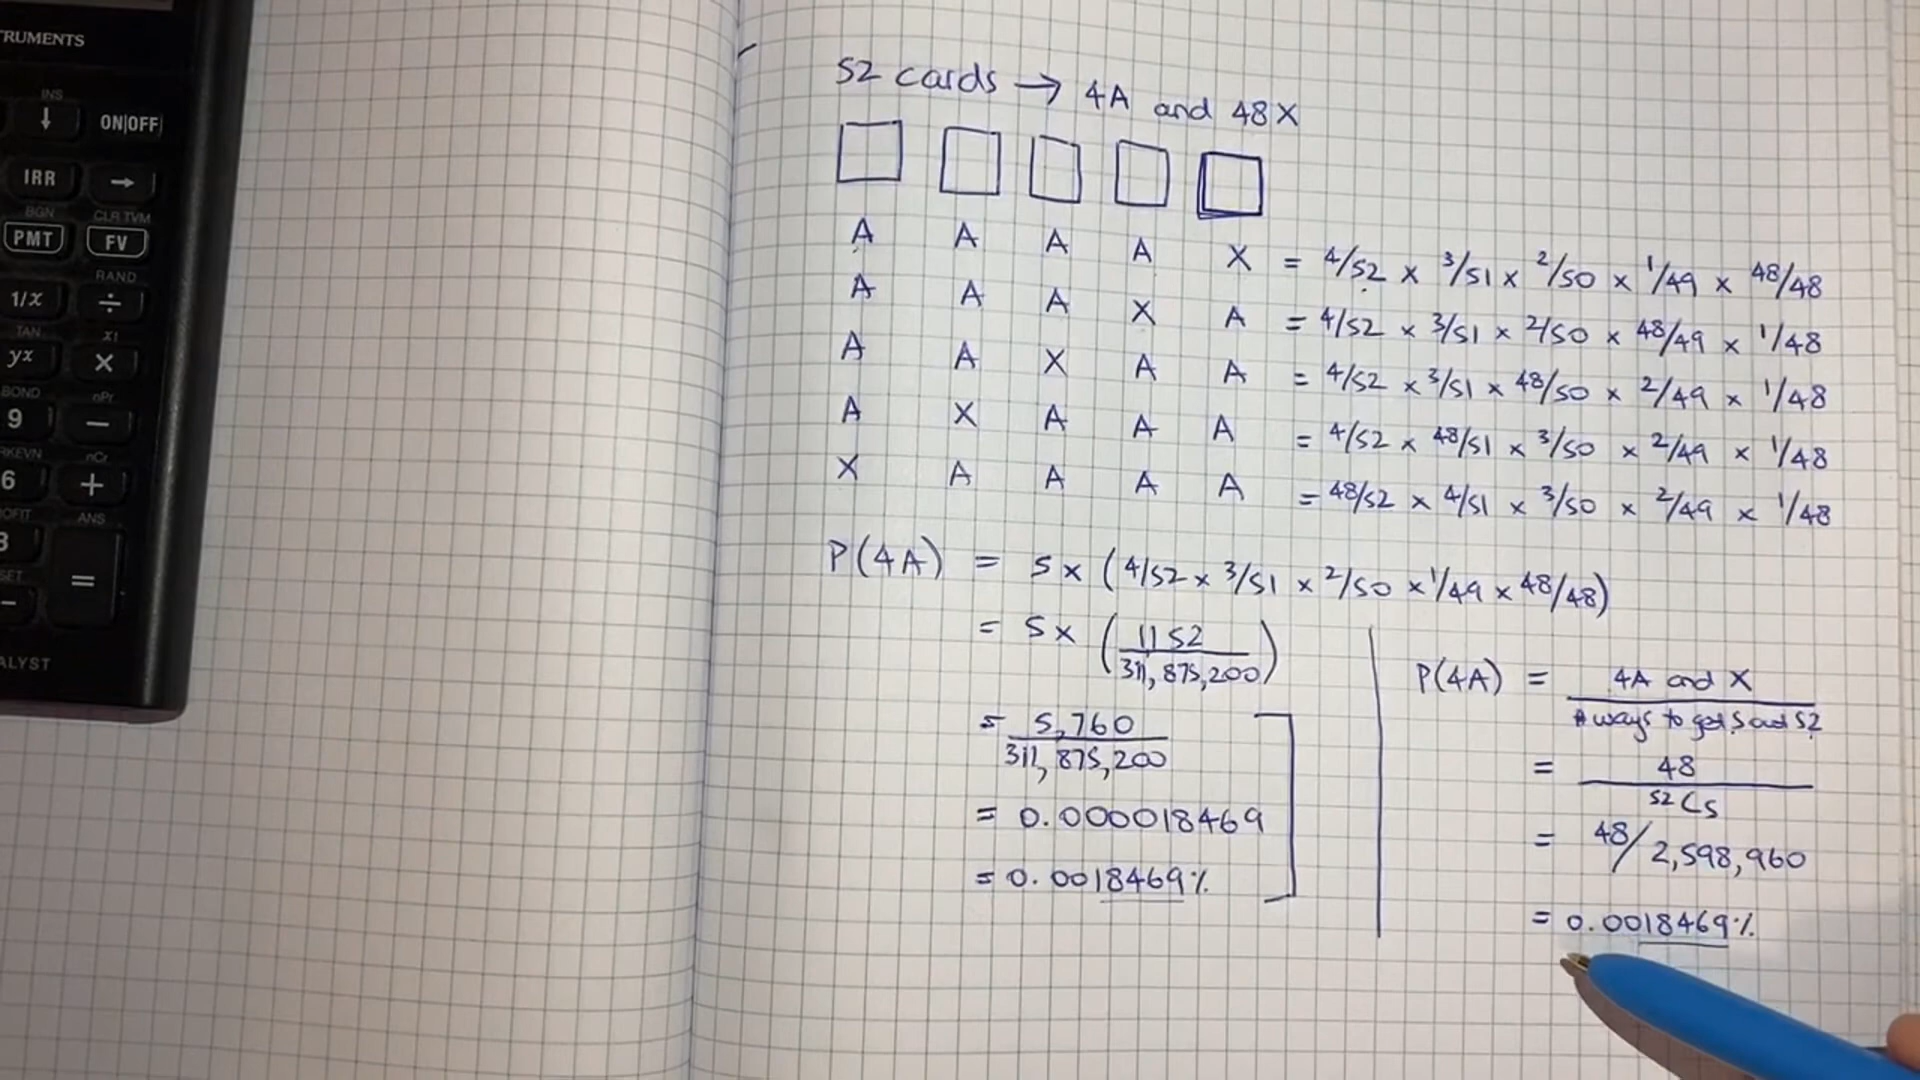 TRUMENTS
INS
↓ ON|OFF
IRR →
BGN CLR TVM
PMT FV
RAND
1/x ÷
TAN x!
yx ×
BOND nPr
9 −
nCr
6 +
ANS
3 =
SET
−
ALYST
52 cards → 4A and 48X
A A A A X = 4/52 × 3/51 × 2/50 × 1/49 × 48/48
A A A X A = 4/52 × 3/51 × 2/50 × 48/49 × 1/48
A A X A A = 4/52 × 3/51 × 48/50 × 2/49 × 1/48
A X A A A = 4/52 × 48/51 × 3/50 × 2/49 × 1/48
X A A A A = 48/52 × 4/51 × 3/50 × 2/49 × 1/48
P(4A) = 5 × (4/52 × 3/51 × 2/50 × 1/49 × 48/48)
= 5 × (1152 / 311,875,200)
= 5,760 / 311,875,200
= 0.000018469
= 0.0018469%
P(4A) = 4A and X / # ways to get 5 out 52
= 48 / 52C5
= 48/2,598,960
= 0.0018469%